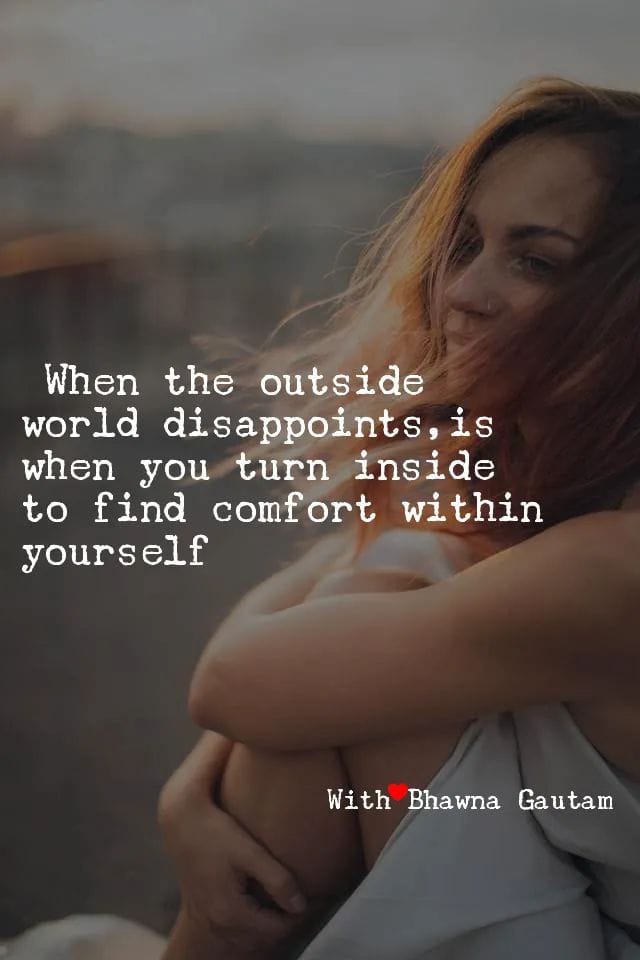 When the outside
world disappoints,is
when you turn inside
to find comfort within
yourself
With❤Bhawna Gautam